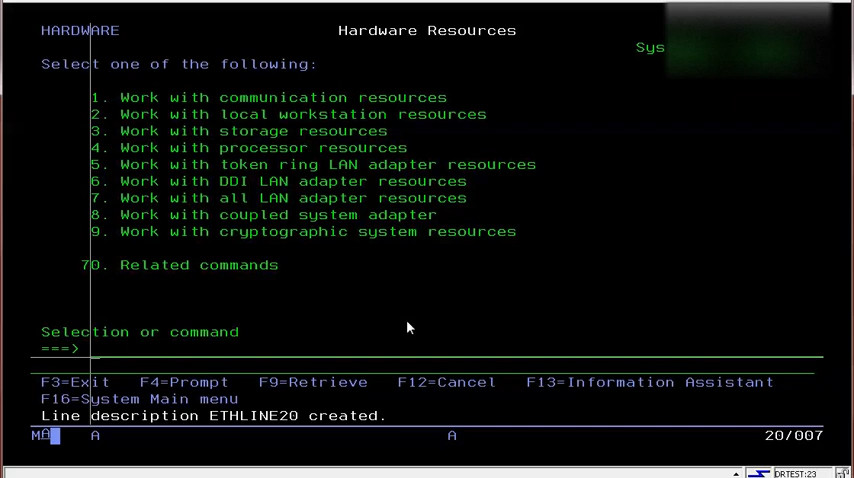 HARDWARE Hardware Resources
Sys
Select one of the following:
1. Work with communication resources
2. Work with local workstation resources
3. Work with storage resources
4. Work with processor resources
5. Work with token ring LAN adapter resources
6. Work with DDI LAN adapter resources
7. Work with all LAN adapter resources
8. Work with coupled system adapter
9. Work with cryptographic system resources
70. Related commands
Selection or command
===>
F3=Exit F4=Prompt F9=Retrieve F12=Cancel F13=Information Assistant
F16=System Main menu
Line description ETHLINE20 created.
MA A A 20/007
DRTEST:23